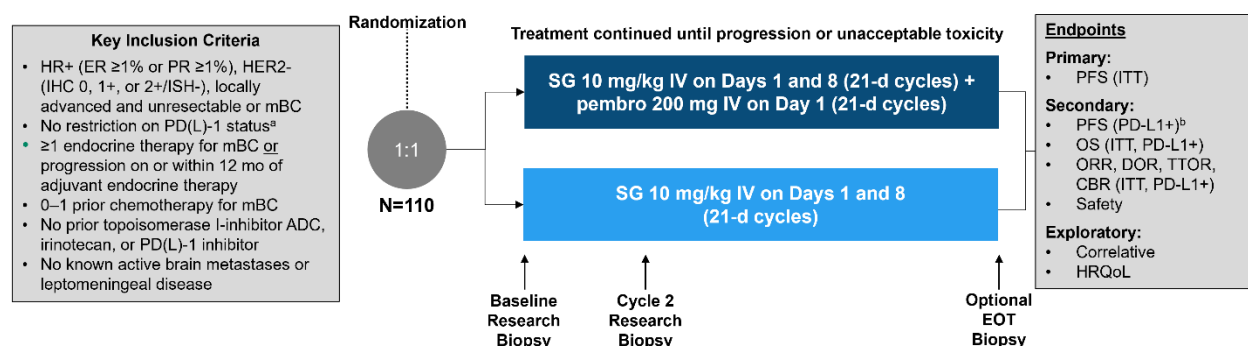 Randomization
Key Inclusion Criteria
• HR+ (ER ≥1% or PR ≥1%), HER2-
(IHC 0, 1+, or 2+/ISH-), locally
advanced and unresectable or mBC
• No restriction on PD(L)-1 statusᵃ
• ≥1 endocrine therapy for mBC or
progression on or within 12 mo of
adjuvant endocrine therapy
• 0–1 prior chemotherapy for mBC
• No prior topoisomerase I-inhibitor ADC,
irinotecan, or PD(L)-1 inhibitor
• No known active brain metastases or
leptomeningeal disease
1:1
N=110
Treatment continued until progression or unacceptable toxicity
SG 10 mg/kg IV on Days 1 and 8 (21-d cycles) +
pembro 200 mg IV on Day 1 (21-d cycles)
SG 10 mg/kg IV on Days 1 and 8
(21-d cycles)
Baseline
Research
Biopsy
Cycle 2
Research
Biopsy
Optional
EOT
Biopsy
Endpoints
Primary:
• PFS (ITT)
Secondary:
• PFS (PD-L1+)ᵇ
• OS (ITT, PD-L1+)
• ORR, DOR, TTOR,
CBR (ITT, PD-L1+)
• Safety
Exploratory:
• Correlative
• HRQoL